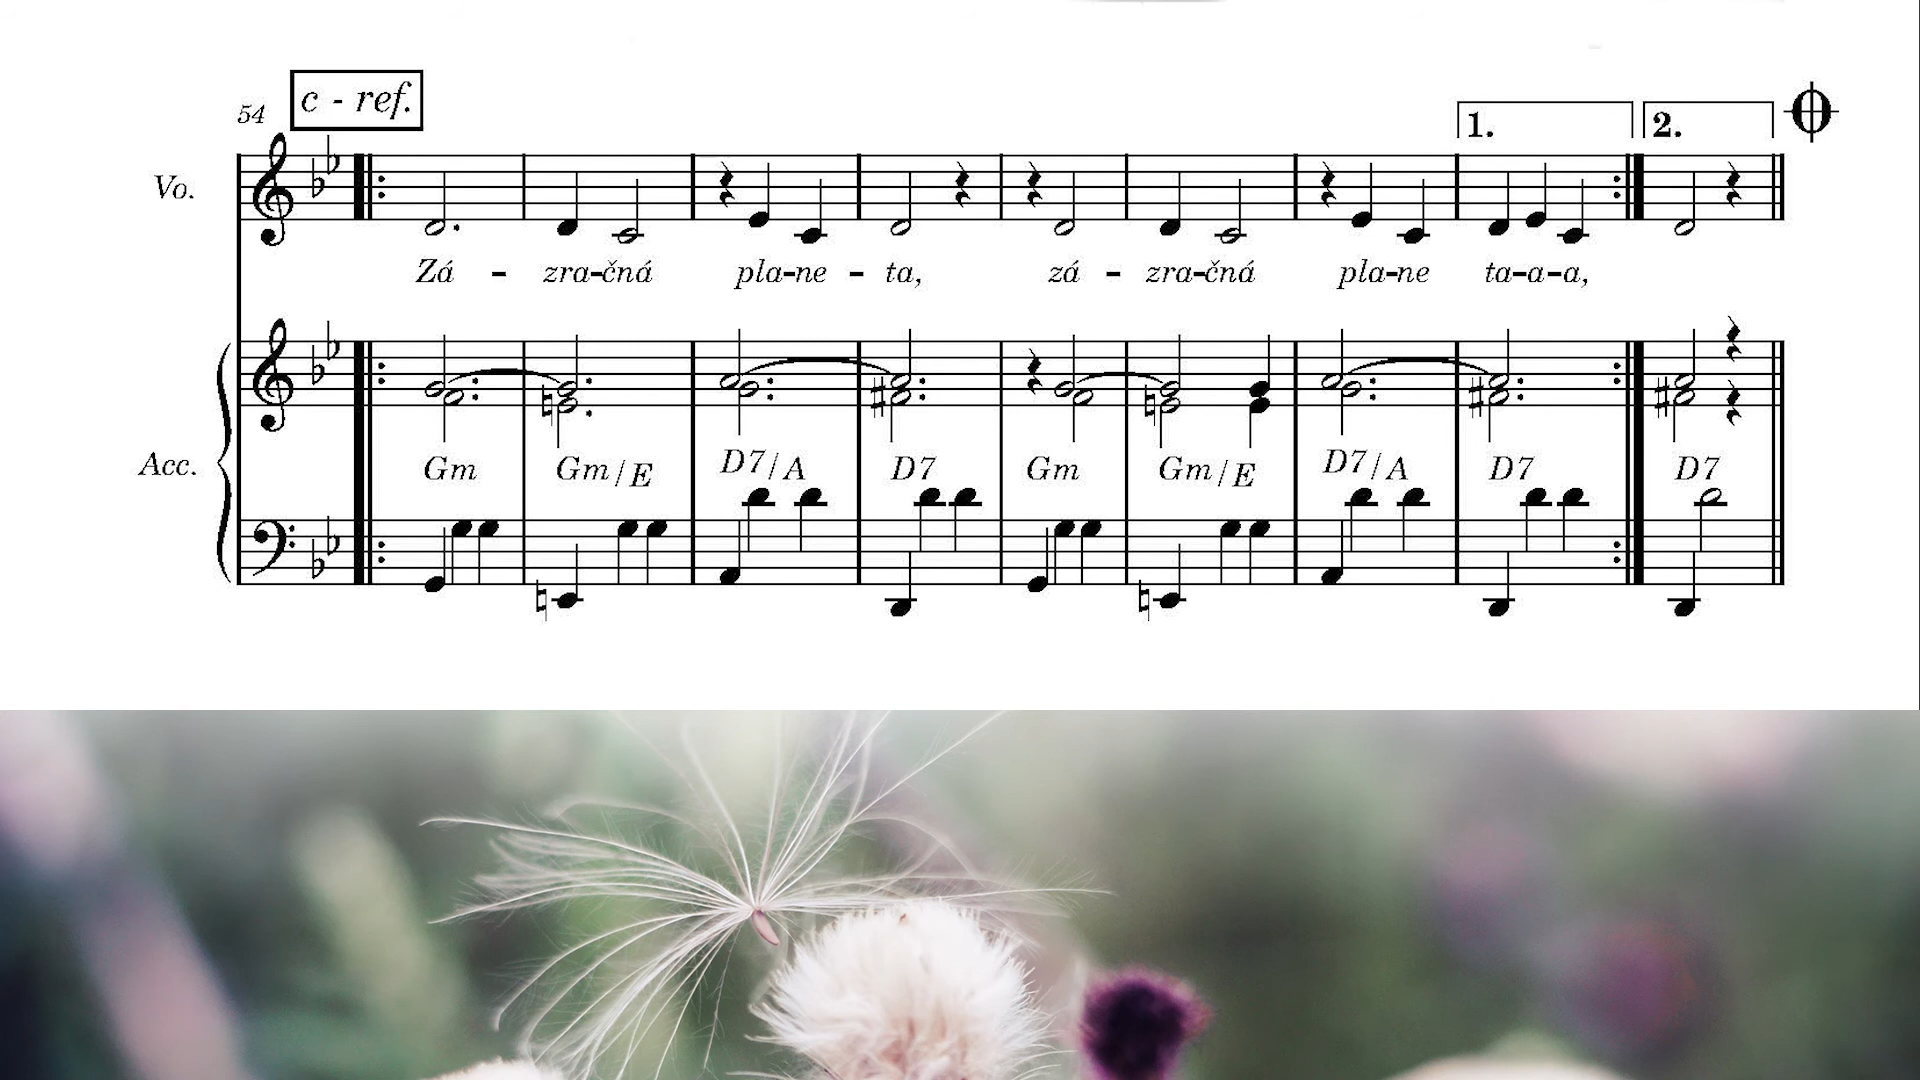 c - ref.
54
1. 2.
Vo.
Zá - zra-čná pla-ne - ta, zá - zra-čná pla-ne ta-a-a,
Acc.
Gm Gm/E D7/A D7 Gm Gm/E D7/A D7 D7